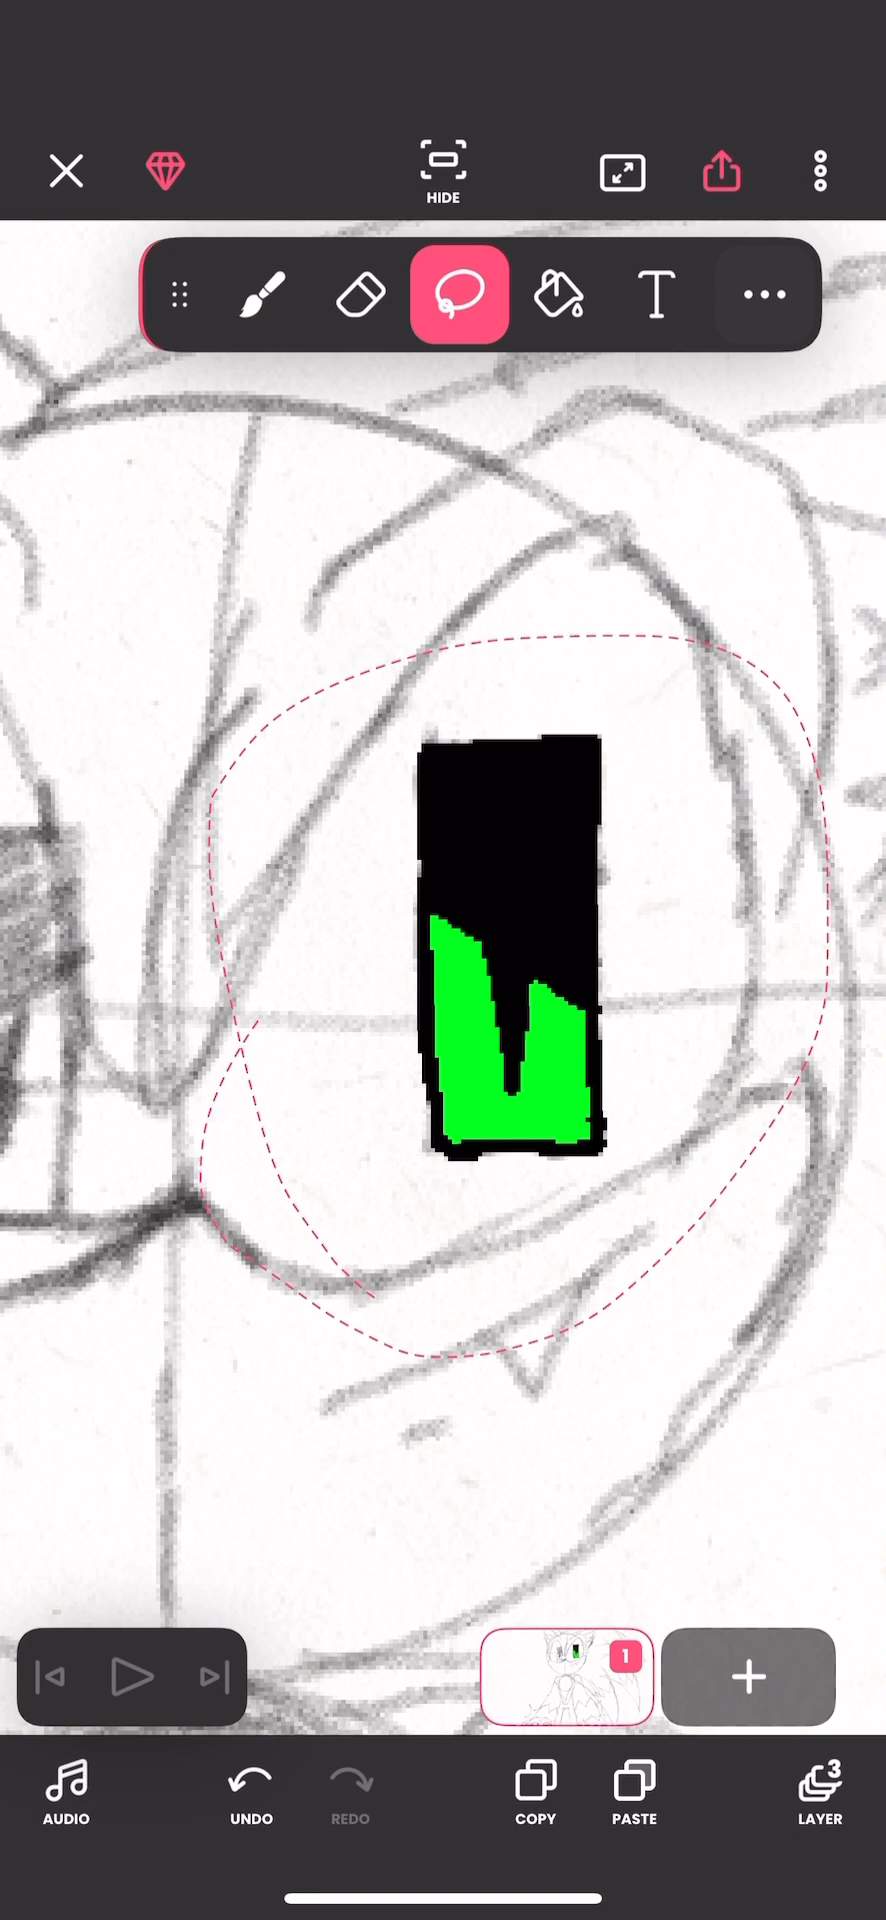 HIDE
T
1
3
AUDIO
UNDO
REDO
COPY
PASTE
LAYER